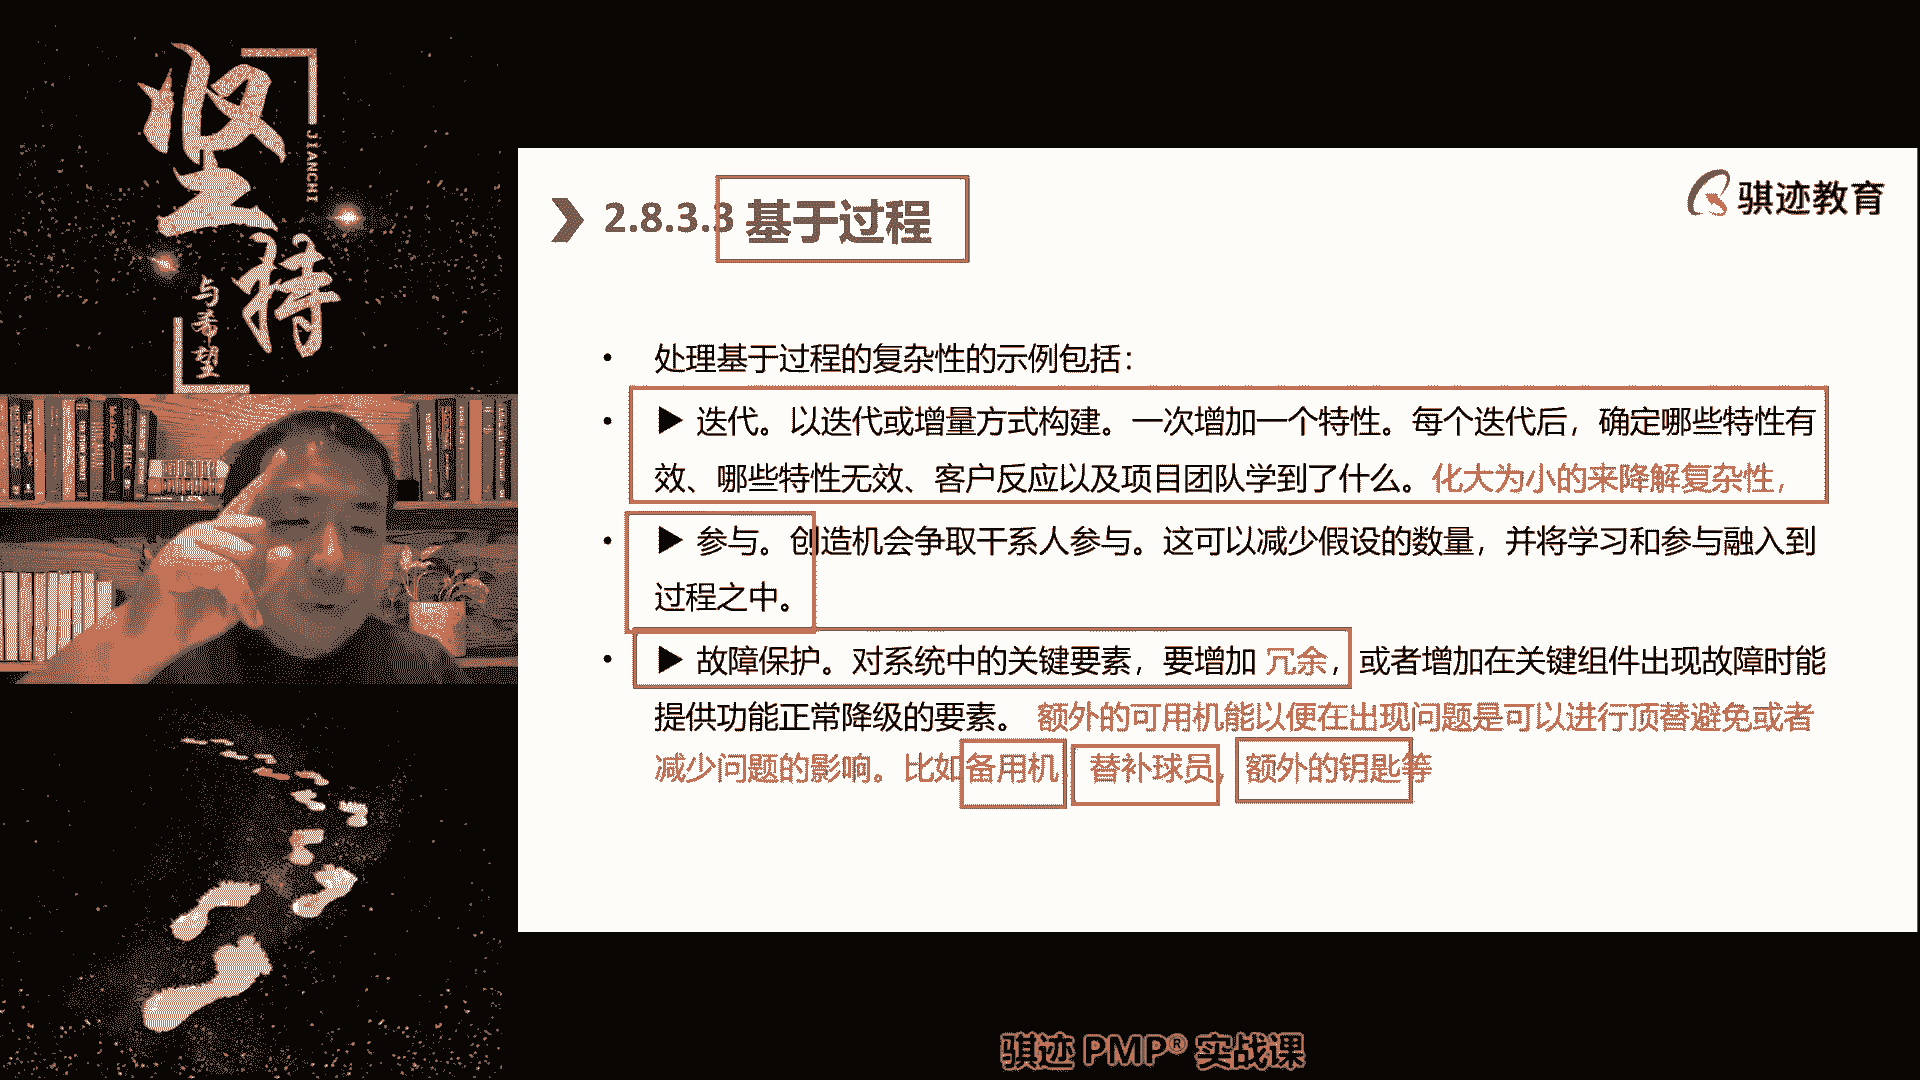 坚持
JIANCHI
与希望
骐迹教育
2.8.3.3 基于过程
• 处理基于过程的复杂性的示例包括：
• ▶ 迭代。以迭代或增量方式构建。一次增加一个特性。每个迭代后，确定哪些特性有
效、哪些特性无效、客户反应以及项目团队学到了什么。化大为小的来降解复杂性，
• ▶ 参与。创造机会争取干系人参与。这可以减少假设的数量，并将学习和参与融入到
过程之中。
• ▶ 故障保护。对系统中的关键要素，要增加 冗余，或者增加在关键组件出现故障时能
提供功能正常降级的要素。 额外的可用机能以便在出现问题是可以进行顶替避免或者
减少问题的影响。比如备用机，替补球员，额外的钥匙等
骐迹 PMP® 实战课